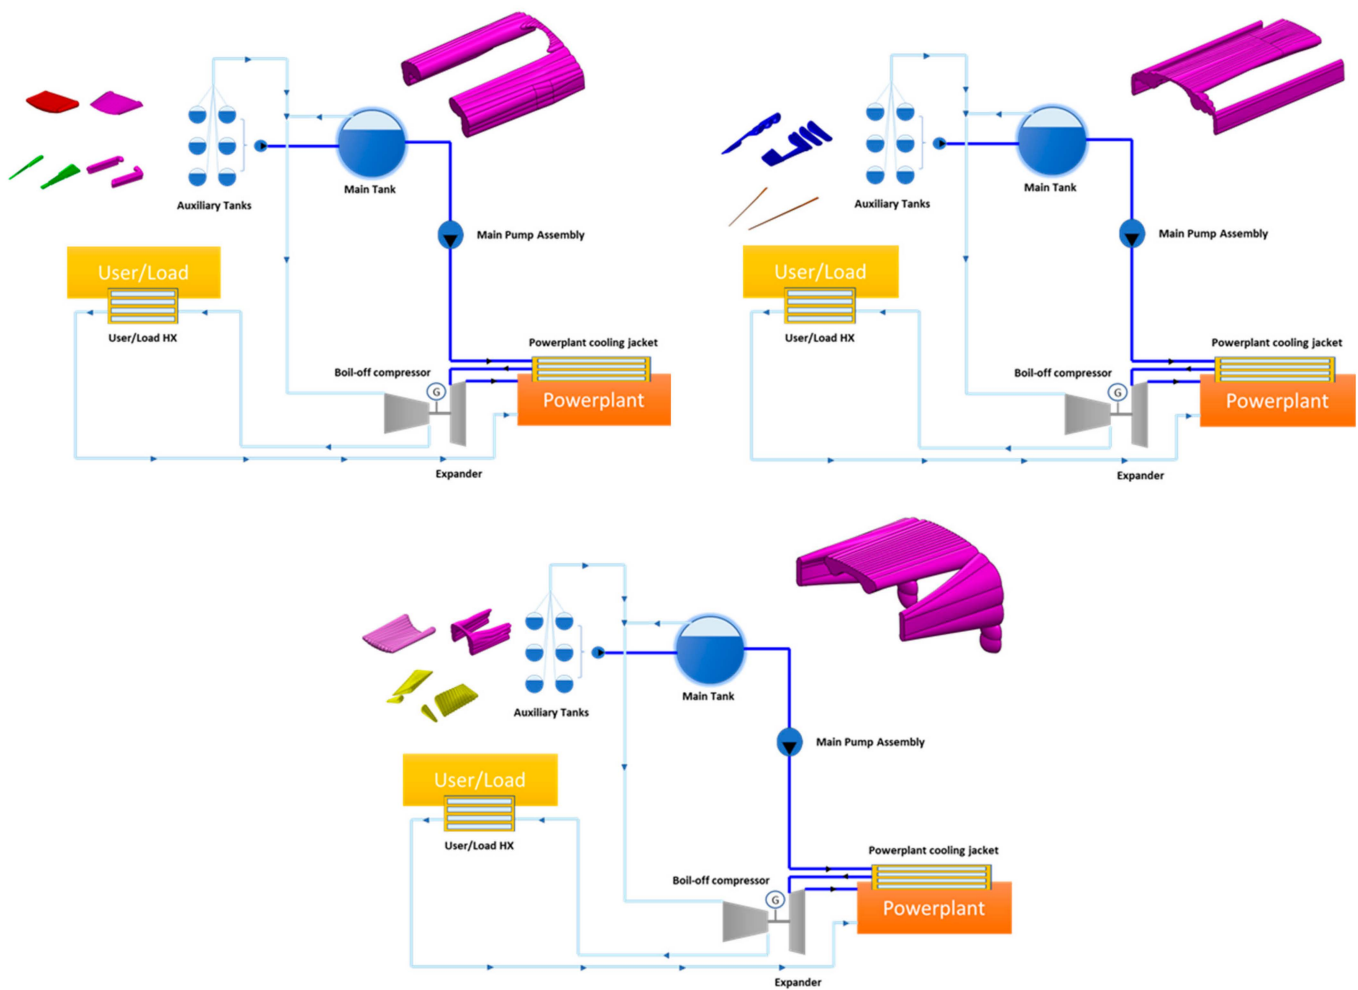 Main Tank
Auxiliary Tanks
Main Pump Assembly
User/Load
User/Load HX
Powerplant cooling jacket
Boil-off compressor
G
Powerplant
Expander
Main Tank
Auxiliary Tanks
Main Pump Assembly
User/Load
User/Load HX
Powerplant cooling jacket
Boil-off compressor
G
Powerplant
Expander
Main Tank
Auxiliary Tanks
Main Pump Assembly
User/Load
User/Load HX
Powerplant cooling jacket
Boil-off compressor
G
Powerplant
Expander